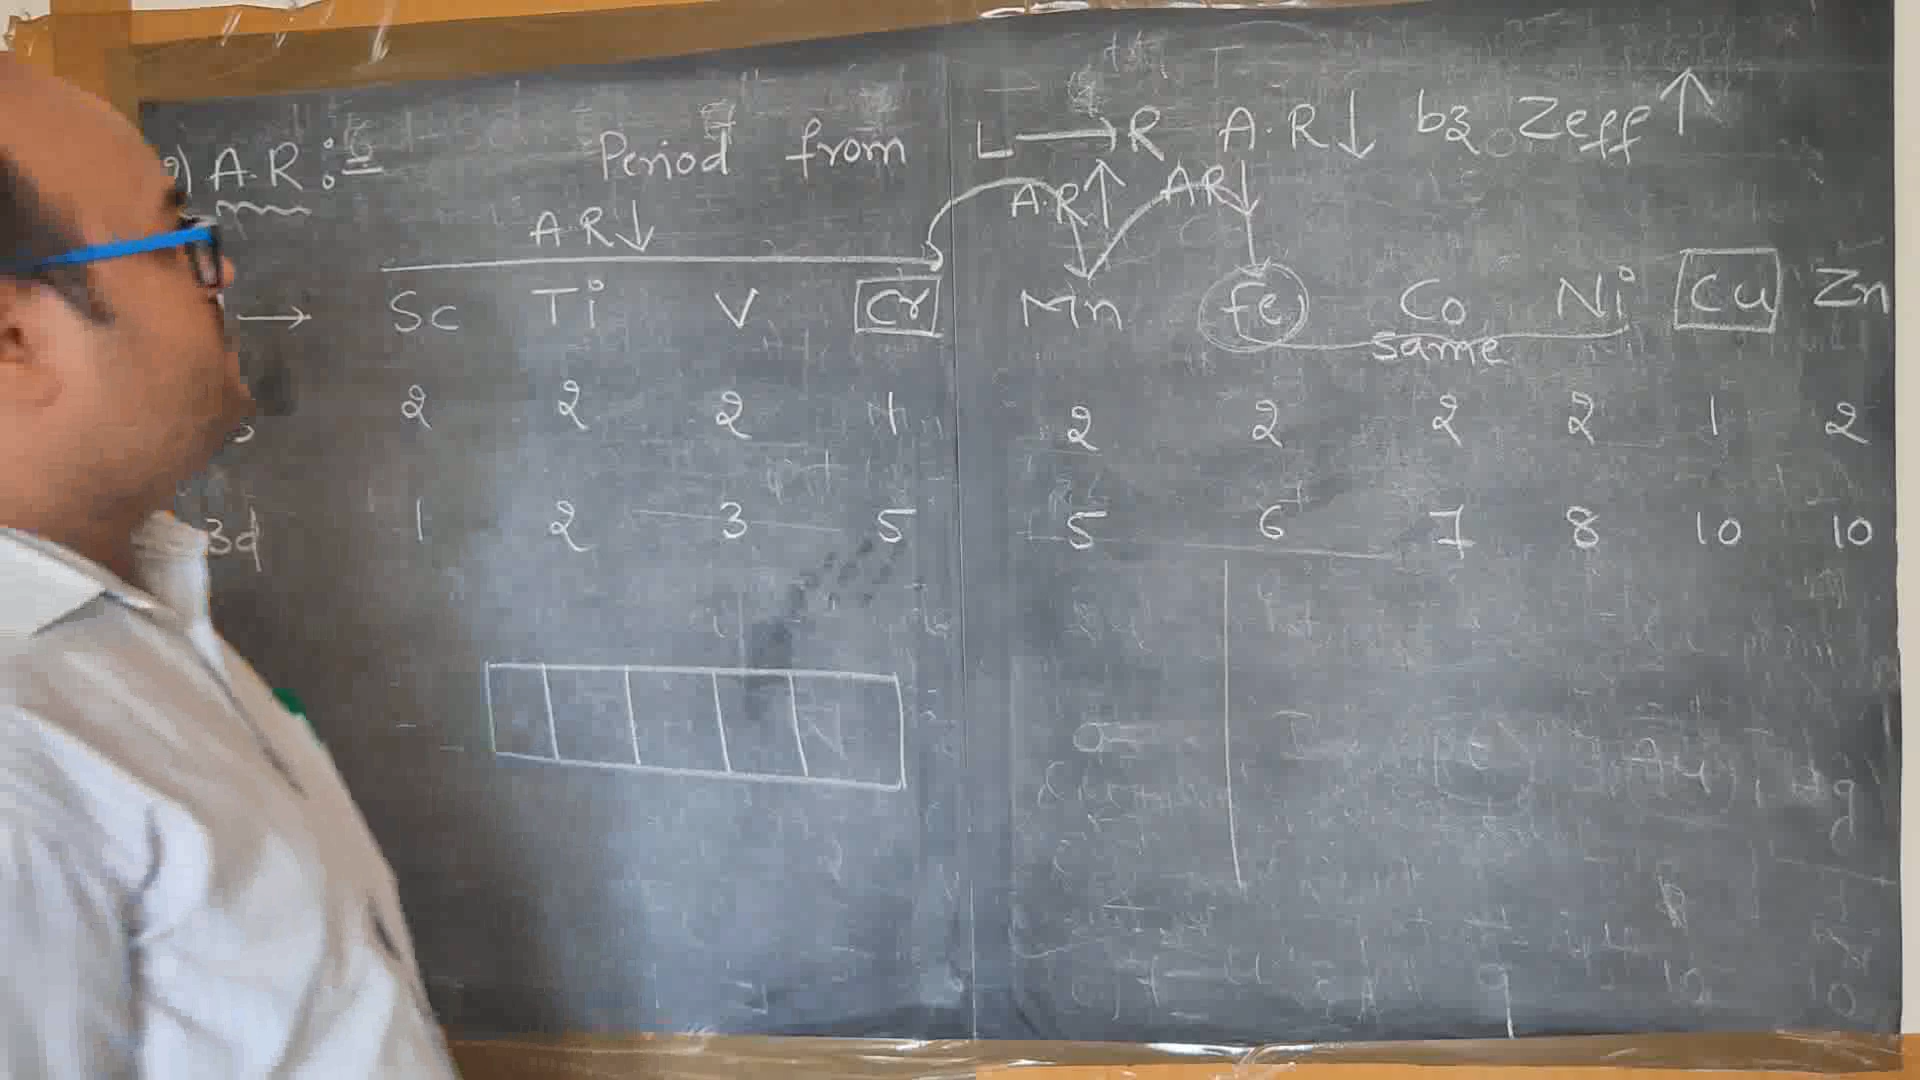 A.R:- Period from L → R A.R↓ bz Zeff↑
A.R↓ A.R↑ AR↓
→ Sc Ti V Cr Mn Fe Co Ni Cu Zn
same
2 2 2 1 2 2 2 2 1 2
3d 1 2 3 5 5 6 7 8 10 10